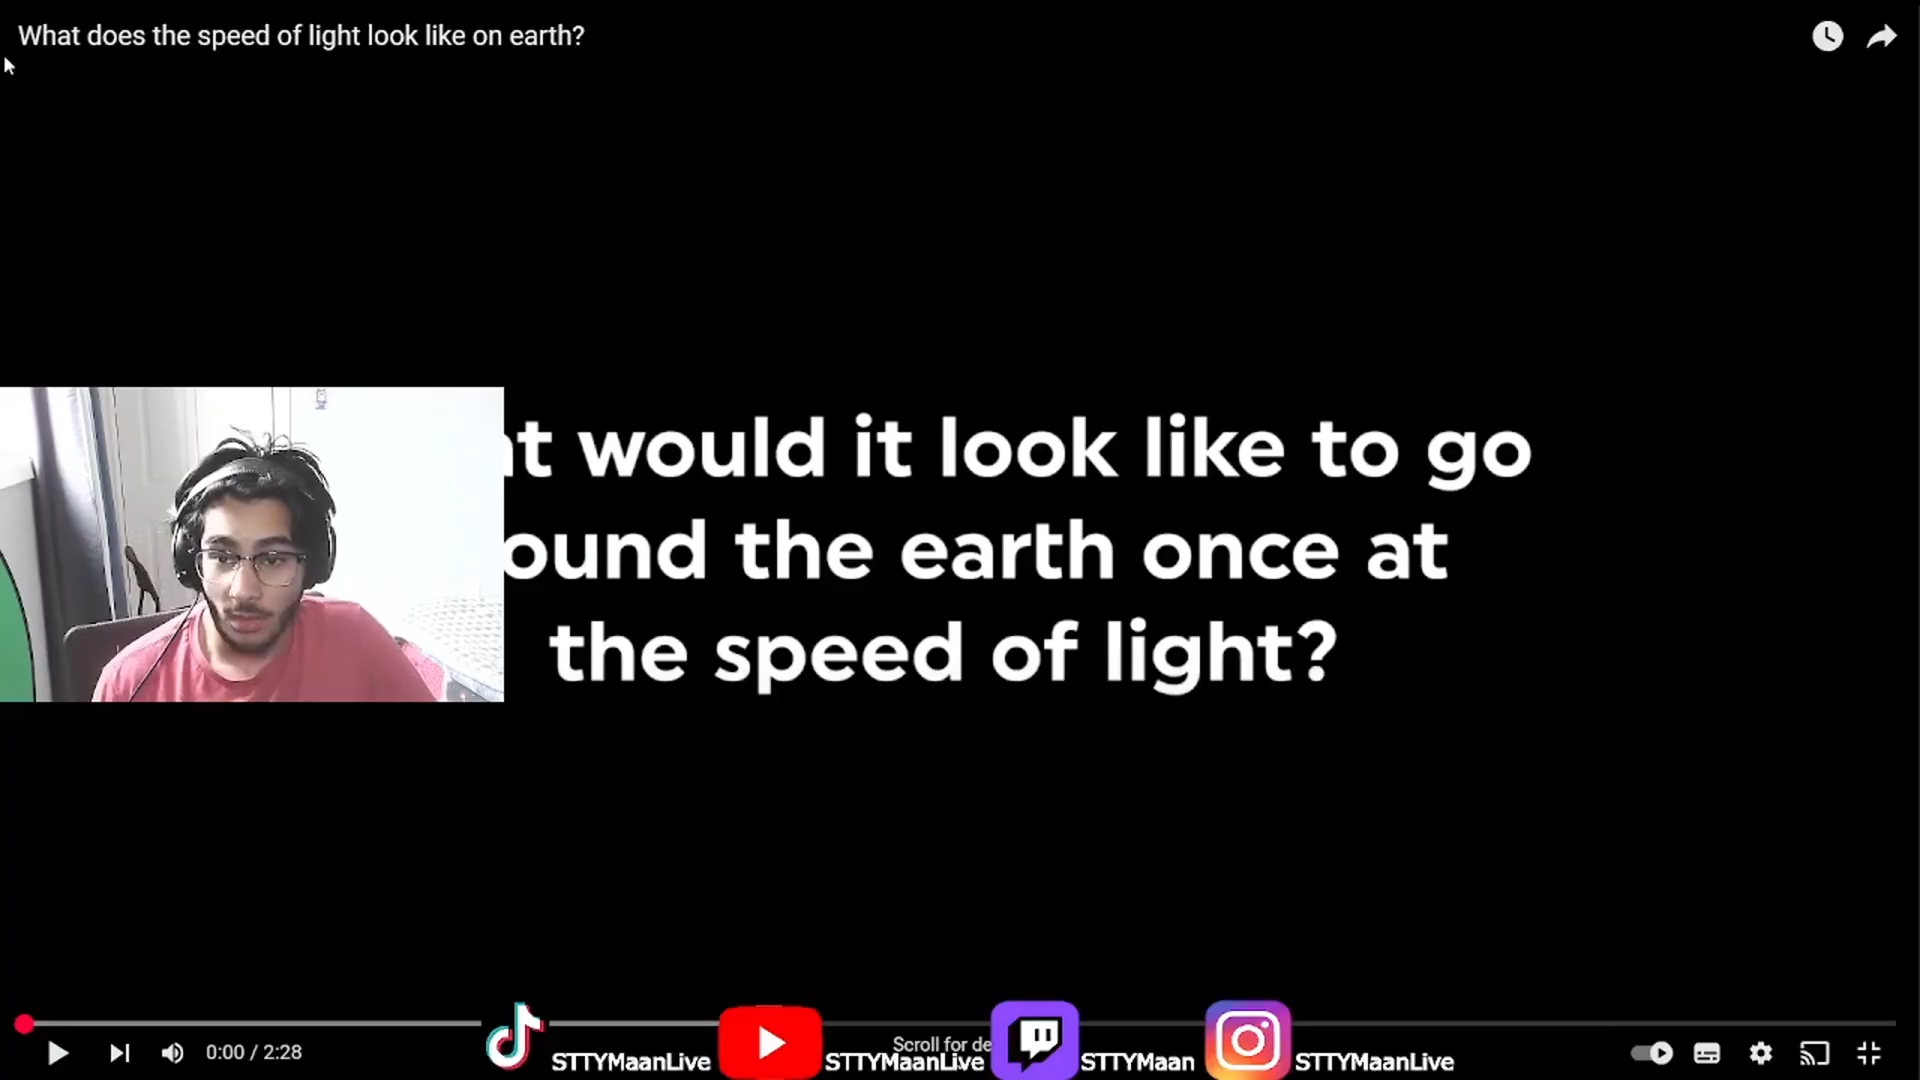 What does the speed of light look like on earth?
at would it look like to go
ound the earth once at
the speed of light?
0:00 / 2:28
Scroll for de
STTYMaanLive
STTYMaanLive
STTYMaan
STTYMaanLive